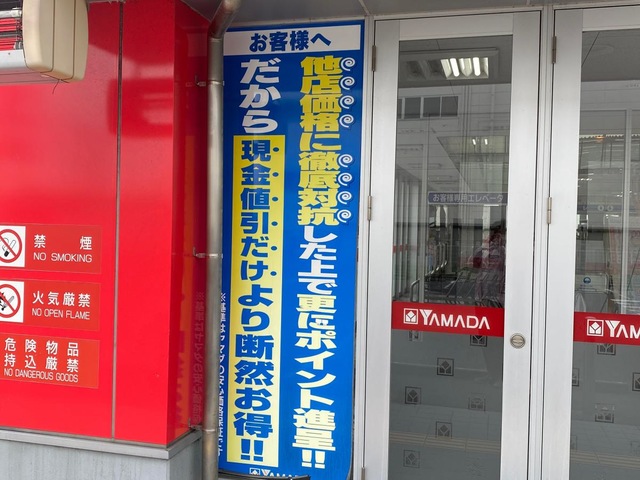 お客様へ
他店価格に徹底対抗した上で更にポイント進呈!!
だから現金値引だけより断然お得!!
禁煙
NO SMOKING
火気厳禁
NO OPEN FLAME
危険物品
持込厳禁
NO DANGEROUS GOODS
お客様専用エレベータ
YAMADA
YAMA